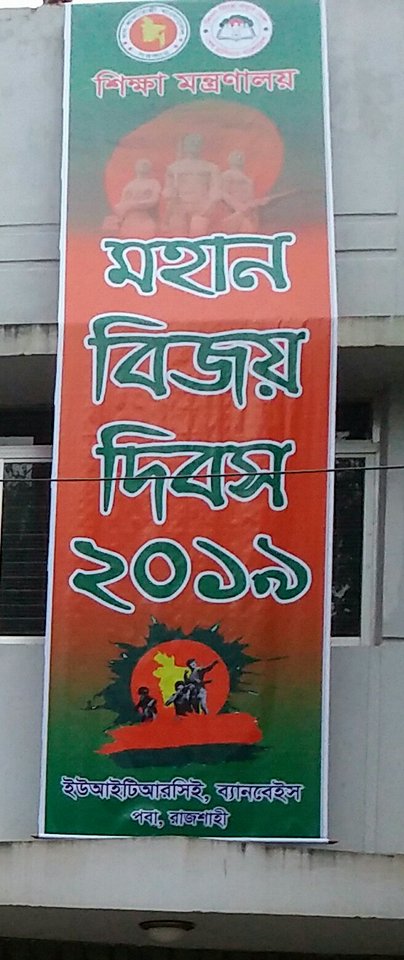 শিক্ষা মন্ত্রণালয়
মহান
বিজয়
দিবস
২০১৯
ইউআইটিআরসিই, ব্যানবেইস
পবা, রাজশাহী